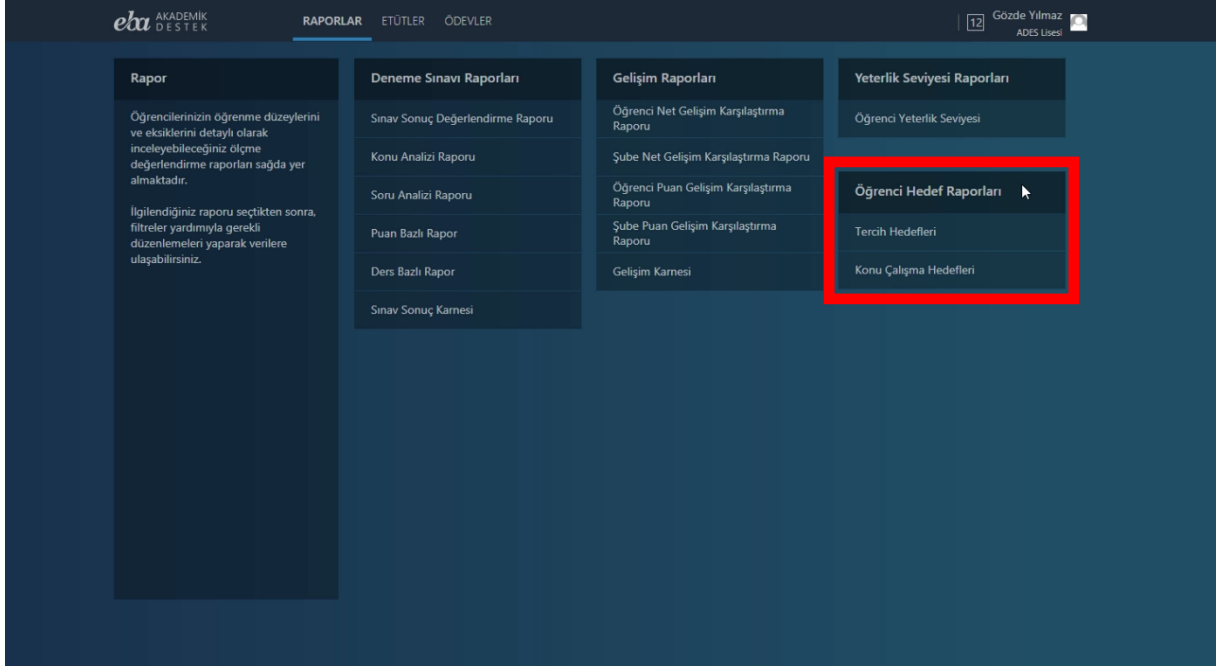 eba AKADEMİK
DESTEK
RAPORLAR ETÜTLER ÖDEVLER
12
Gözde Yılmaz
ADES Lisesi
Rapor
Öğrencilerinizin öğrenme düzeylerini
ve eksiklerini detaylı olarak
inceleyebileceğiniz ölçme
değerlendirme raporları sağda yer
almaktadır.
İlgilendiğiniz raporu seçtikten sonra,
filtreler yardımıyla gerekli
düzenlemeleri yaparak verilere
ulaşabilirsiniz.
Deneme Sınavı Raporları
Sınav Sonuç Değerlendirme Raporu
Konu Analizi Raporu
Soru Analizi Raporu
Puan Bazlı Rapor
Ders Bazlı Rapor
Sınav Sonuç Karnesi
Gelişim Raporları
Öğrenci Net Gelişim Karşılaştırma
Raporu
Şube Net Gelişim Karşılaştırma Raporu
Öğrenci Puan Gelişim Karşılaştırma
Raporu
Şube Puan Gelişim Karşılaştırma
Raporu
Gelişim Karnesi
Yeterlik Seviyesi Raporları
Öğrenci Yeterlik Seviyesi
Öğrenci Hedef Raporları
Tercih Hedefleri
Konu Çalışma Hedefleri